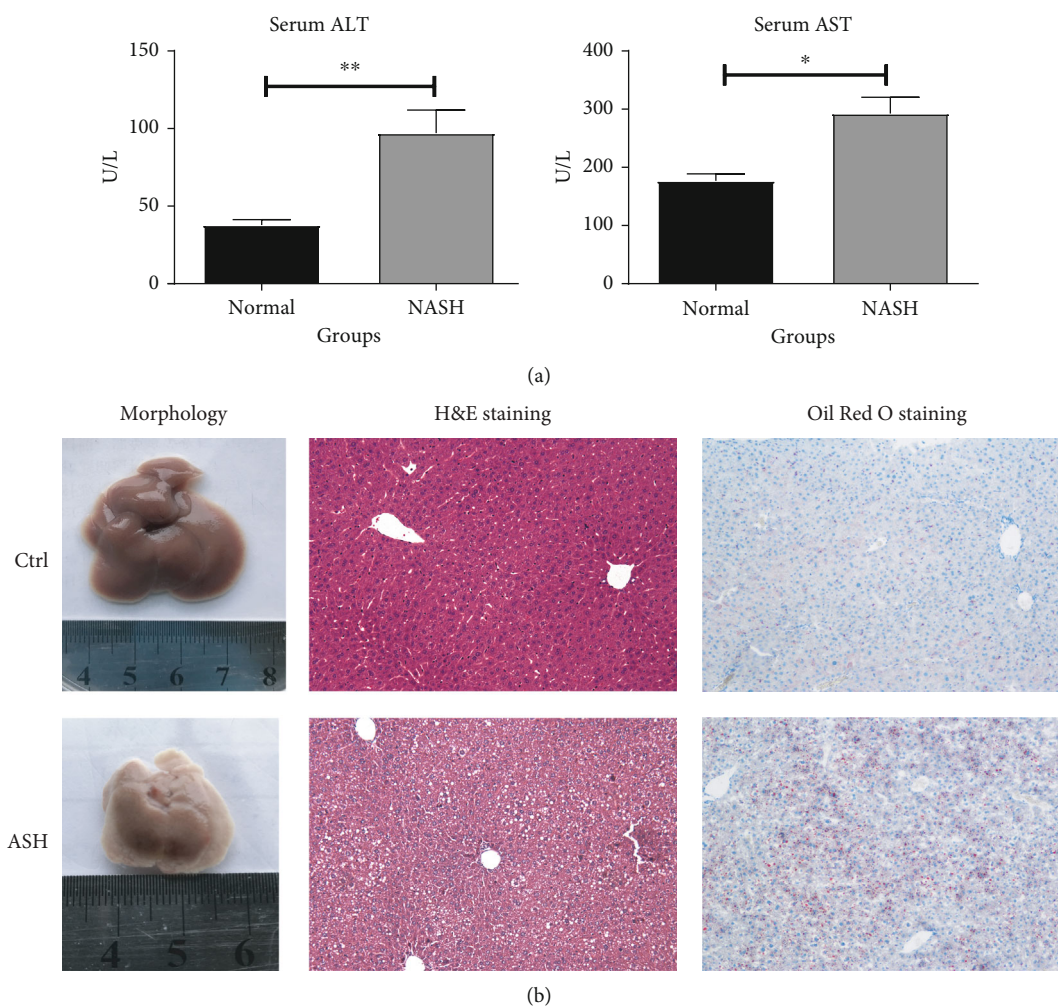 Serum ALT
150
100
50
0
U/L
**
Normal
NASH
Groups
Serum AST
400
300
200
100
0
U/L
*
Normal
NASH
Groups
(a)
Morphology
H&E staining
Oil Red O staining
Ctrl
4 5 6 7 8
ASH
4 5 6
(b)